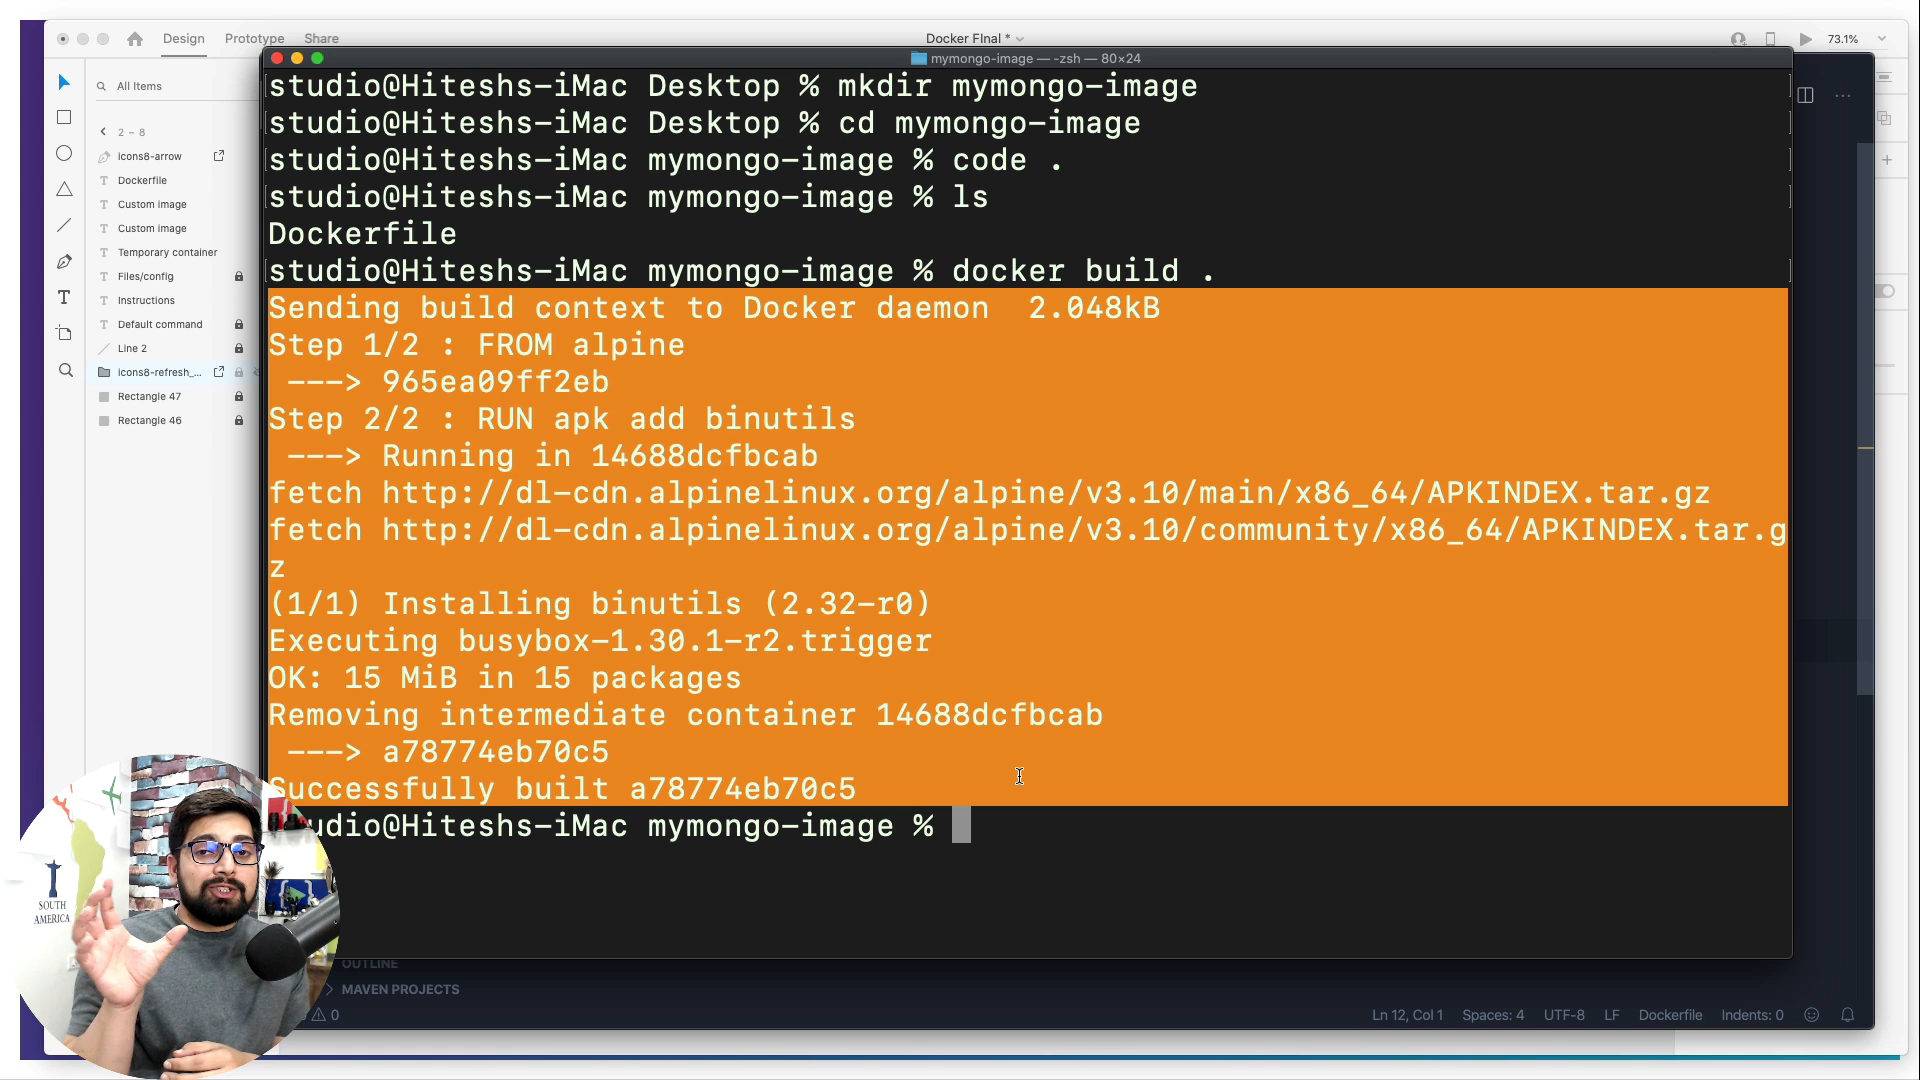 Design Prototype Share
Docker FInal *
73.1%
mymongo-image — -zsh — 80×24
All Items
2 – 8
icons8-arrow
Dockerfile
Custom image
Custom image
Temporary container
Files/config
Instructions
Default command
Line 2
icons8-refresh_...
Rectangle 47
Rectangle 46
studio@Hiteshs-iMac Desktop % mkdir mymongo-image
studio@Hiteshs-iMac Desktop % cd mymongo-image
studio@Hiteshs-iMac mymongo-image % code .
studio@Hiteshs-iMac mymongo-image % ls
Dockerfile
studio@Hiteshs-iMac mymongo-image % docker build .
Sending build context to Docker daemon  2.048kB
Step 1/2 : FROM alpine
 ---> 965ea09ff2eb
Step 2/2 : RUN apk add binutils
 ---> Running in 14688dcfbcab
fetch http://dl-cdn.alpinelinux.org/alpine/v3.10/main/x86_64/APKINDEX.tar.gz
fetch http://dl-cdn.alpinelinux.org/alpine/v3.10/community/x86_64/APKINDEX.tar.g
z
(1/1) Installing binutils (2.32-r0)
Executing busybox-1.30.1-r2.trigger
OK: 15 MiB in 15 packages
Removing intermediate container 14688dcfbcab
 ---> a78774eb70c5
Successfully built a78774eb70c5
udio@Hiteshs-iMac mymongo-image %
SOUTH
AMERICA
OUTLINE
MAVEN PROJECTS
0
Ln 12, Col 1 Spaces: 4 UTF-8 LF Dockerfile Indents: 0